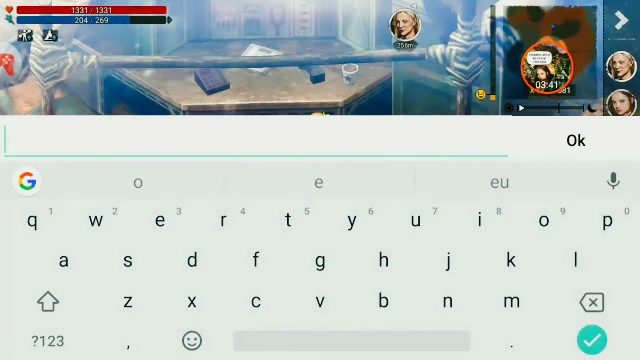 1331 / 1331
204 / 269
256m
03:41
Ok
o e eu
q 1 w 2 e 3 r 4 t 5 y 6 u 7 i 8 o 9 p 0
a s d f g h j k l
z x c v b n m
?123 , .